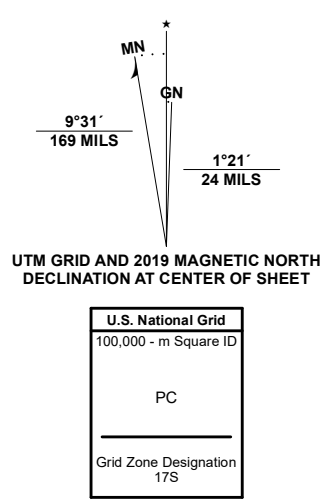 MN
GN
9°31´
169 MILS
1°21´
24 MILS
UTM GRID AND 2019 MAGNETIC NORTH
DECLINATION AT CENTER OF SHEET
U.S. National Grid
100,000 - m Square ID
PC
Grid Zone Designation
17S